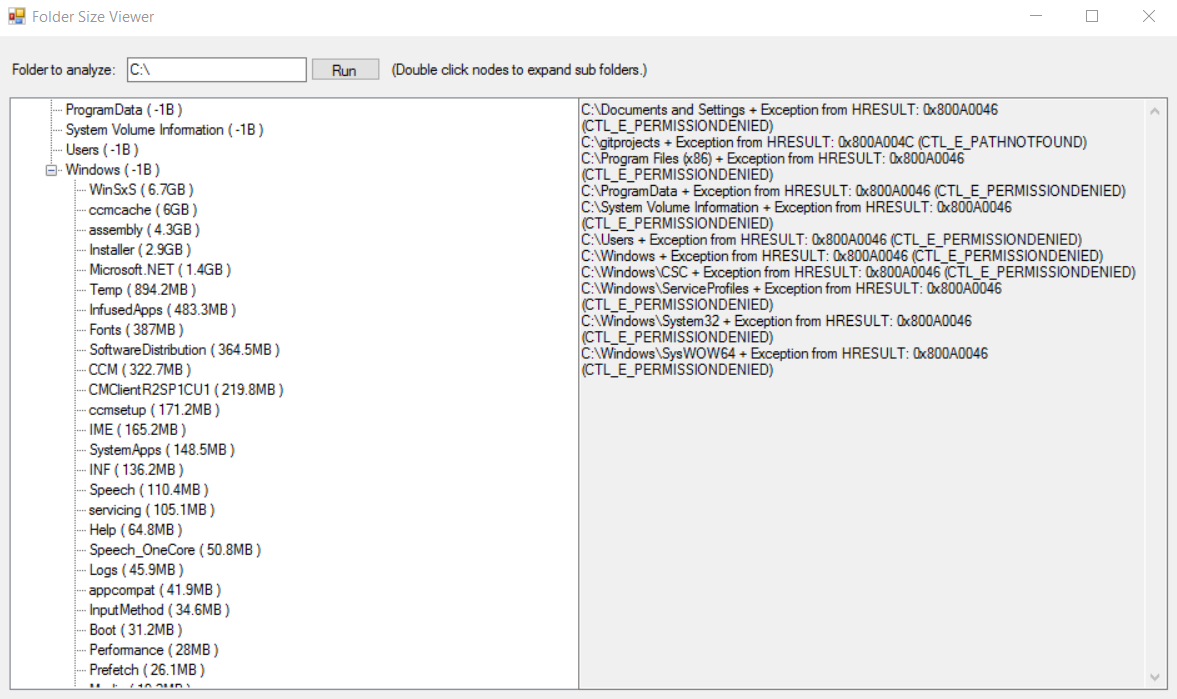 Folder Size Viewer
Folder to analyze: C:\ Run (Double click nodes to expand sub folders.)
ProgramData ( -1B )
System Volume Information ( -1B )
Users ( -1B )
Windows ( -1B )
WinSxS ( 6.7GB )
ccmcache ( 6GB )
assembly ( 4.3GB )
Installer ( 2.9GB )
Microsoft.NET ( 1.4GB )
Temp ( 894.2MB )
InfusedApps ( 483.3MB )
Fonts ( 387MB )
SoftwareDistribution ( 364.5MB )
CCM ( 322.7MB )
CMClientR2SP1CU1 ( 219.8MB )
ccmsetup ( 171.2MB )
IME ( 165.2MB )
SystemApps ( 148.5MB )
INF ( 136.2MB )
Speech ( 110.4MB )
servicing ( 105.1MB )
Help ( 64.8MB )
Speech_OneCore ( 50.8MB )
Logs ( 45.9MB )
appcompat ( 41.9MB )
InputMethod ( 34.6MB )
Boot ( 31.2MB )
Performance ( 28MB )
Prefetch ( 26.1MB )
C:\Documents and Settings + Exception from HRESULT: 0x800A0046
(CTL_E_PERMISSIONDENIED)
C:\gitprojects + Exception from HRESULT: 0x800A004C (CTL_E_PATHNOTFOUND)
C:\Program Files (x86) + Exception from HRESULT: 0x800A0046
(CTL_E_PERMISSIONDENIED)
C:\ProgramData + Exception from HRESULT: 0x800A0046 (CTL_E_PERMISSIONDENIED)
C:\System Volume Information + Exception from HRESULT: 0x800A0046
(CTL_E_PERMISSIONDENIED)
C:\Users + Exception from HRESULT: 0x800A0046 (CTL_E_PERMISSIONDENIED)
C:\Windows + Exception from HRESULT: 0x800A0046 (CTL_E_PERMISSIONDENIED)
C:\Windows\CSC + Exception from HRESULT: 0x800A0046 (CTL_E_PERMISSIONDENIED)
C:\Windows\ServiceProfiles + Exception from HRESULT: 0x800A0046
(CTL_E_PERMISSIONDENIED)
C:\Windows\System32 + Exception from HRESULT: 0x800A0046
(CTL_E_PERMISSIONDENIED)
C:\Windows\SysWOW64 + Exception from HRESULT: 0x800A0046
(CTL_E_PERMISSIONDENIED)